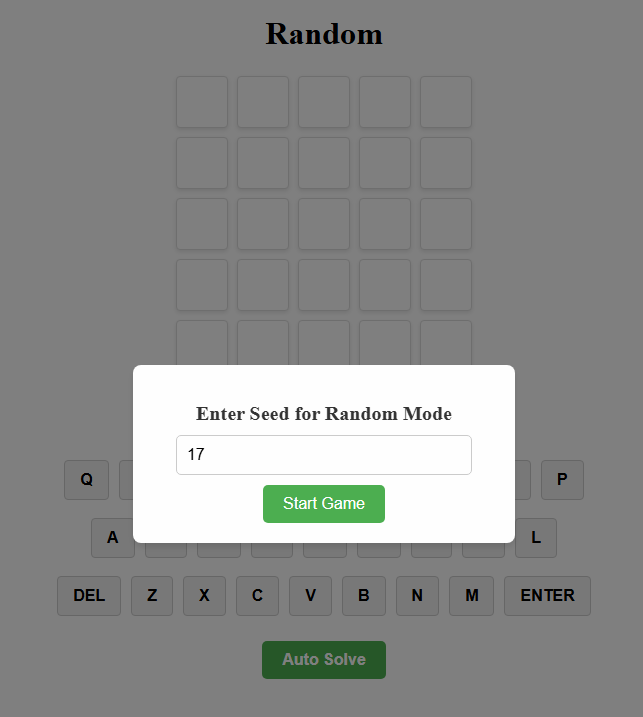 Random
Enter Seed for Random Mode
17
Start Game
Q P
A L
DEL Z X C V B N M ENTER
Auto Solve